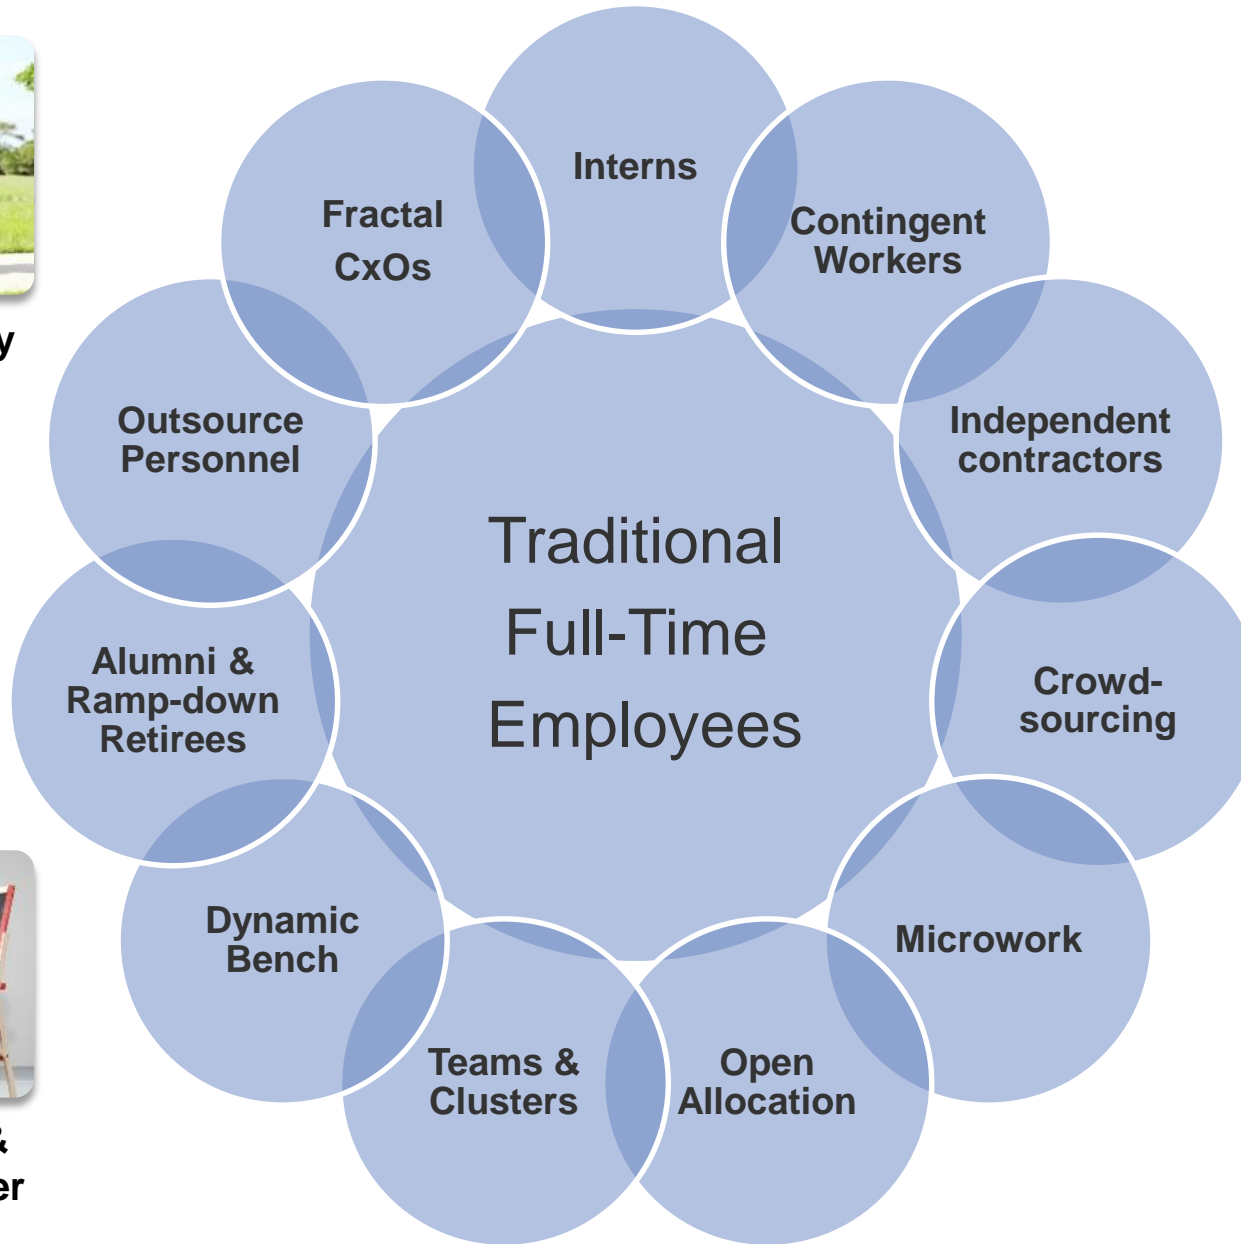 Interns
Contingent
Workers
Independent
contractors
Crowd-
sourcing
Microwork
Open
Allocation
Teams &
Clusters
Dynamic
Bench
Alumni &
Ramp-down
Retirees
Outsource
Personnel
Fractal
CxOs
Traditional
Full-Time
Employees
y
&
er